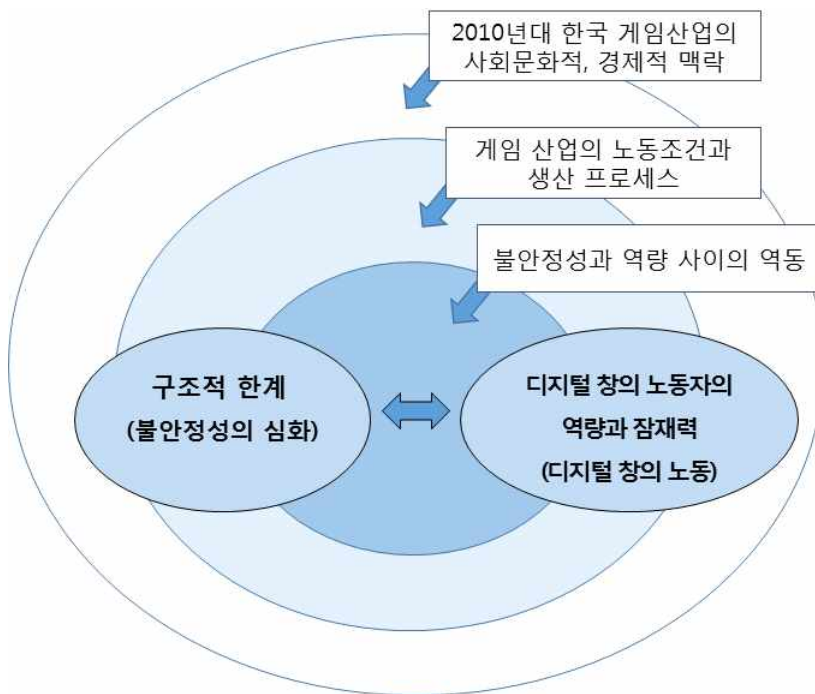 2010년대 한국 게임산업의
사회문화적, 경제적 맥락
게임 산업의 노동조건과
생산 프로세스
불안정성과 역량 사이의 역동
구조적 한계
(불안정성의 심화)
디지털 창의 노동자의
역량과 잠재력
(디지털 창의 노동)